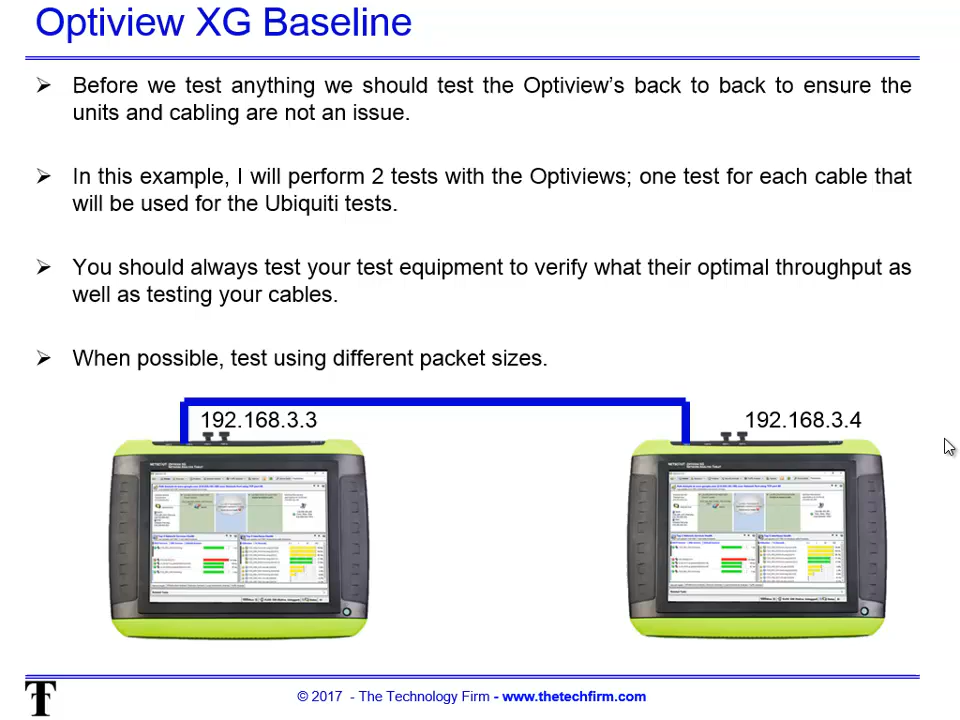 Optiview XG Baseline
Before we test anything we should test the Optiview's back to back to ensure the
units and cabling are not an issue.
In this example, I will perform 2 tests with the Optiviews; one test for each cable that
will be used for the Ubiquiti tests.
You should always test your test equipment to verify what their optimal throughput as
well as testing your cables.
When possible, test using different packet sizes.
192.168.3.3
192.168.3.4
T
© 2017 - The Technology Firm - www.thetechfirm.com